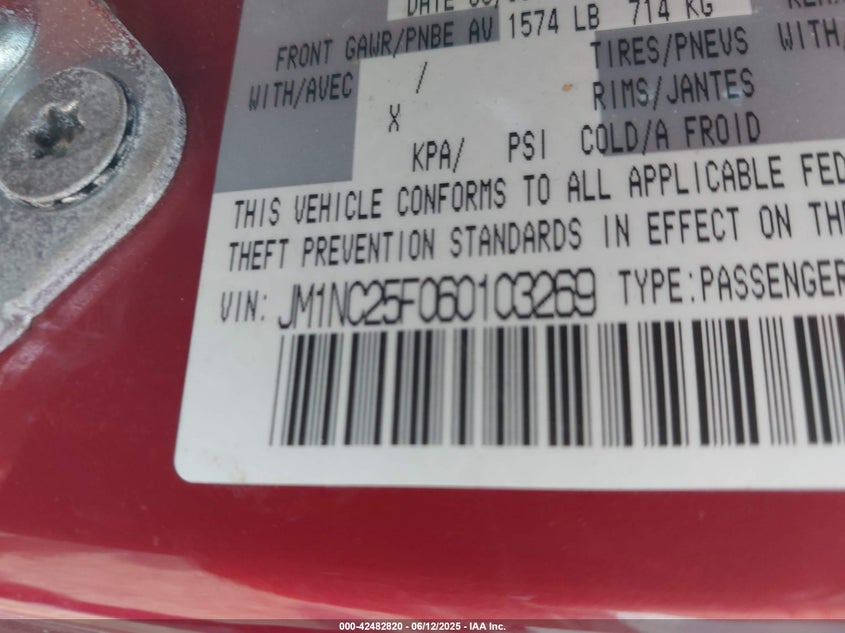 DATE
1574 LB 714 KG
FRONT GAWR/PNBE AV
TIRES/PNEUS WITH/
WITH/AVEC /
RIMS/JANTES
X
KPA/ PSI COLD/A FROID
THIS VEHICLE CONFORMS TO ALL APPLICABLE FED
THEFT PREVENTION STANDARDS IN EFFECT ON THE
VIN: JM1NC25F060103269 TYPE:PASSENGER
000-42482820 - 06/12/2025 - IAA Inc.